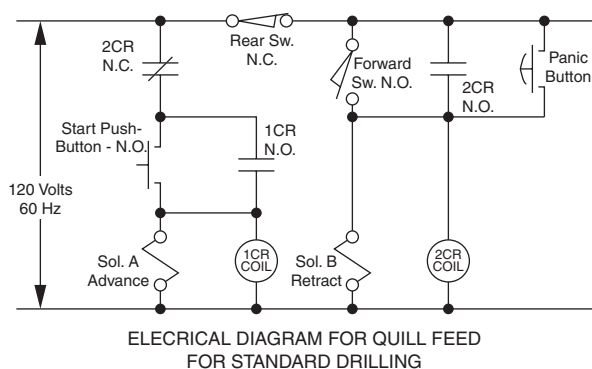 2CR
N.C.
Rear Sw.
N.C.
Forward
Sw. N.O.
2CR
N.O.
Panic
Button
Start Push-
Button - N.O.
1CR
N.O.
120 Volts
60 Hz
Sol. A
Advance
1CR
COIL
Sol. B
Retract
2CR
COIL
ELECRICAL DIAGRAM FOR QUILL FEED
FOR STANDARD DRILLING